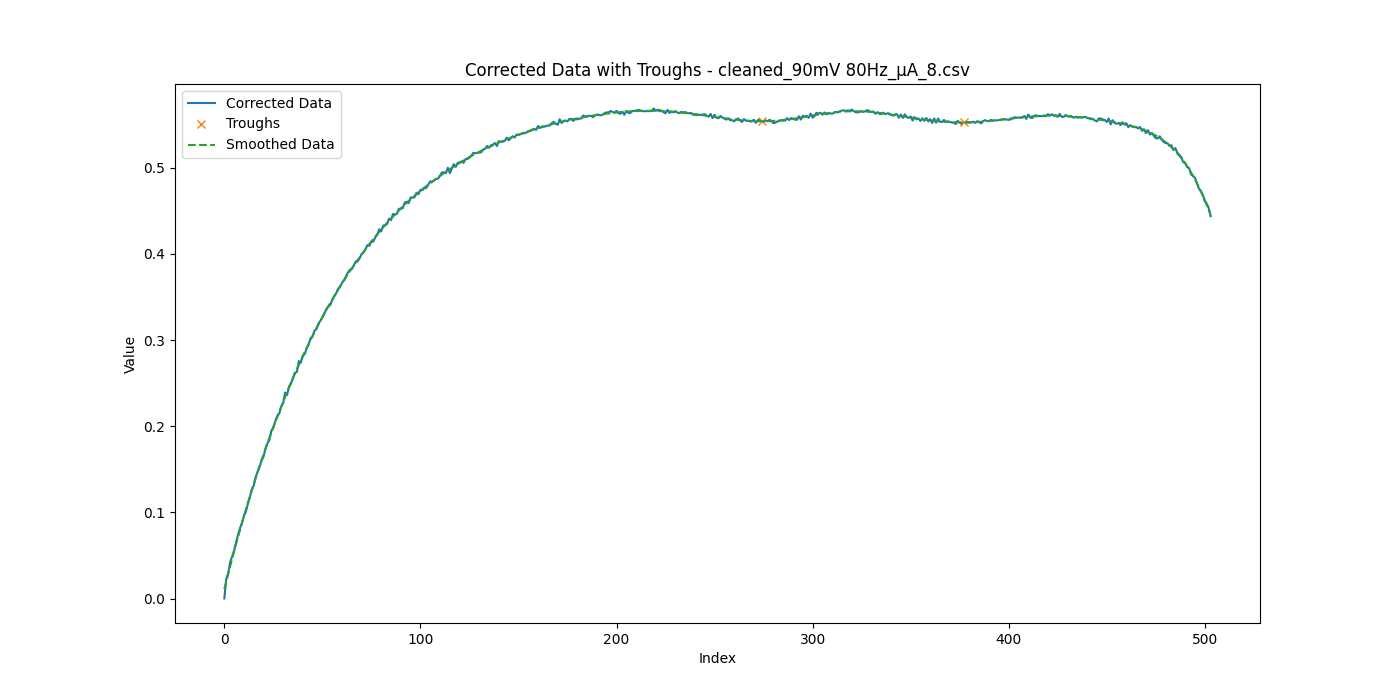 Corrected Data with Troughs - cleaned_90mV 80Hz_µA_8.csv
Corrected Data
Troughs
Smoothed Data
Value
0.5
0.4
0.3
0.2
0.1
0.0
0 100 200 300 400 500
Index